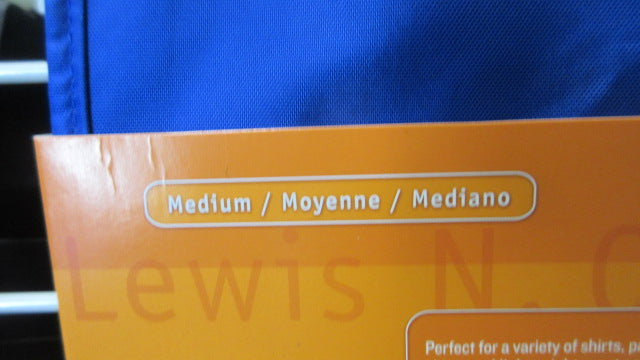 Medium / Moyenne / Mediano
Lewis N.
Perfect for a variety of shirts,